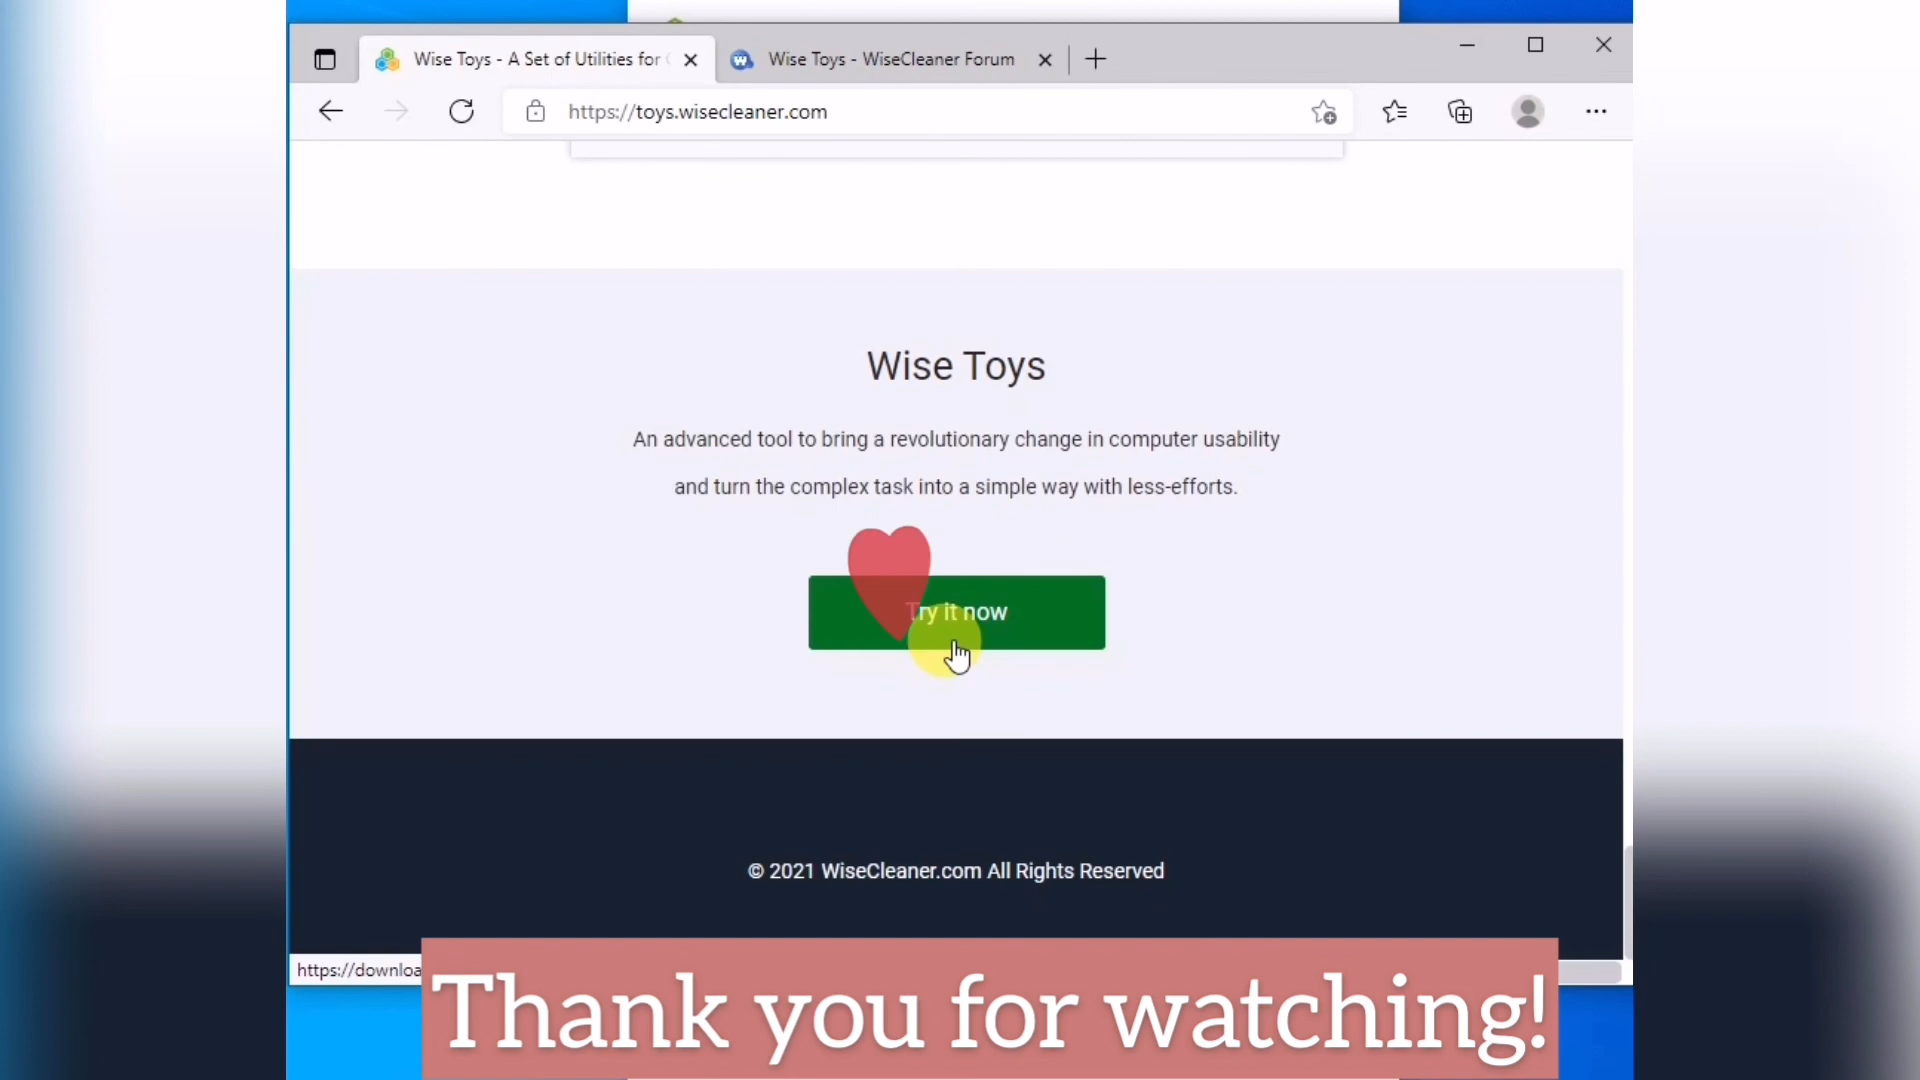 Wise Toys - A Set of Utilities for
Wise Toys - WiseCleaner Forum
https://toys.wisecleaner.com
Wise Toys
An advanced tool to bring a revolutionary change in computer usability
and turn the complex task into a simple way with less-efforts.
Try it now
© 2021 WiseCleaner.com All Rights Reserved
https://downloa
Thank you for watching!